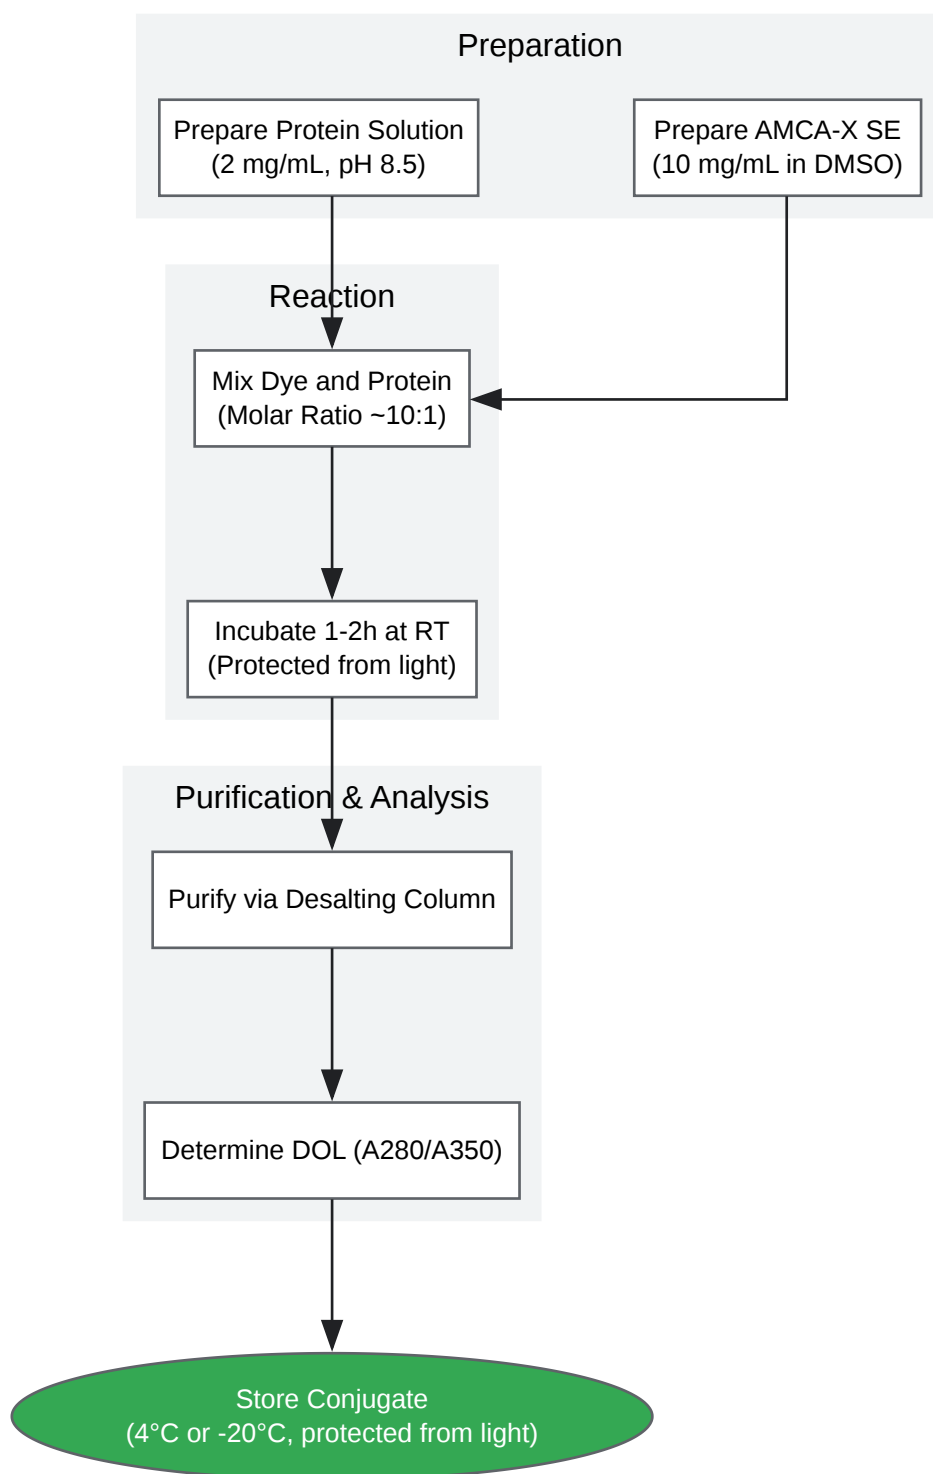 Preparation
Prepare Protein Solution
(2 mg/mL, pH 8.5)
Prepare AMCA-X SE
(10 mg/mL in DMSO)
Reaction
Mix Dye and Protein
(Molar Ratio ~10:1)
Incubate 1-2h at RT
(Protected from light)
Purification & Analysis
Purify via Desalting Column
Determine DOL (A280/A350)
Store Conjugate
(4°C or -20°C, protected from light)